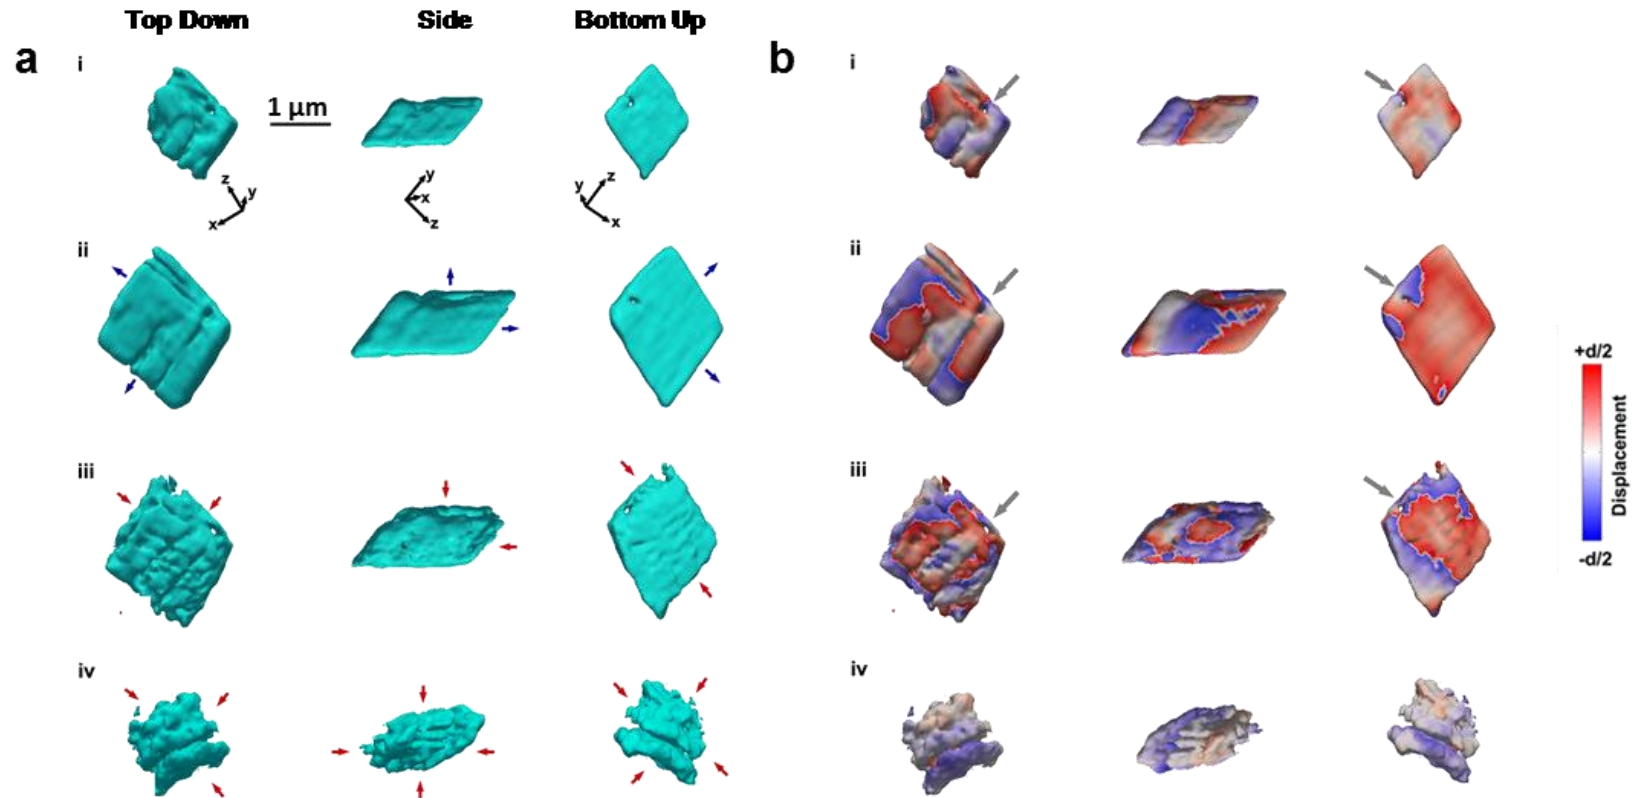 Top Down Side Bottom Up
a b
i i
1 μm
z y x
y x z
y z x
ii ii
+d/2
Displacement
-d/2
iii iii
iv iv